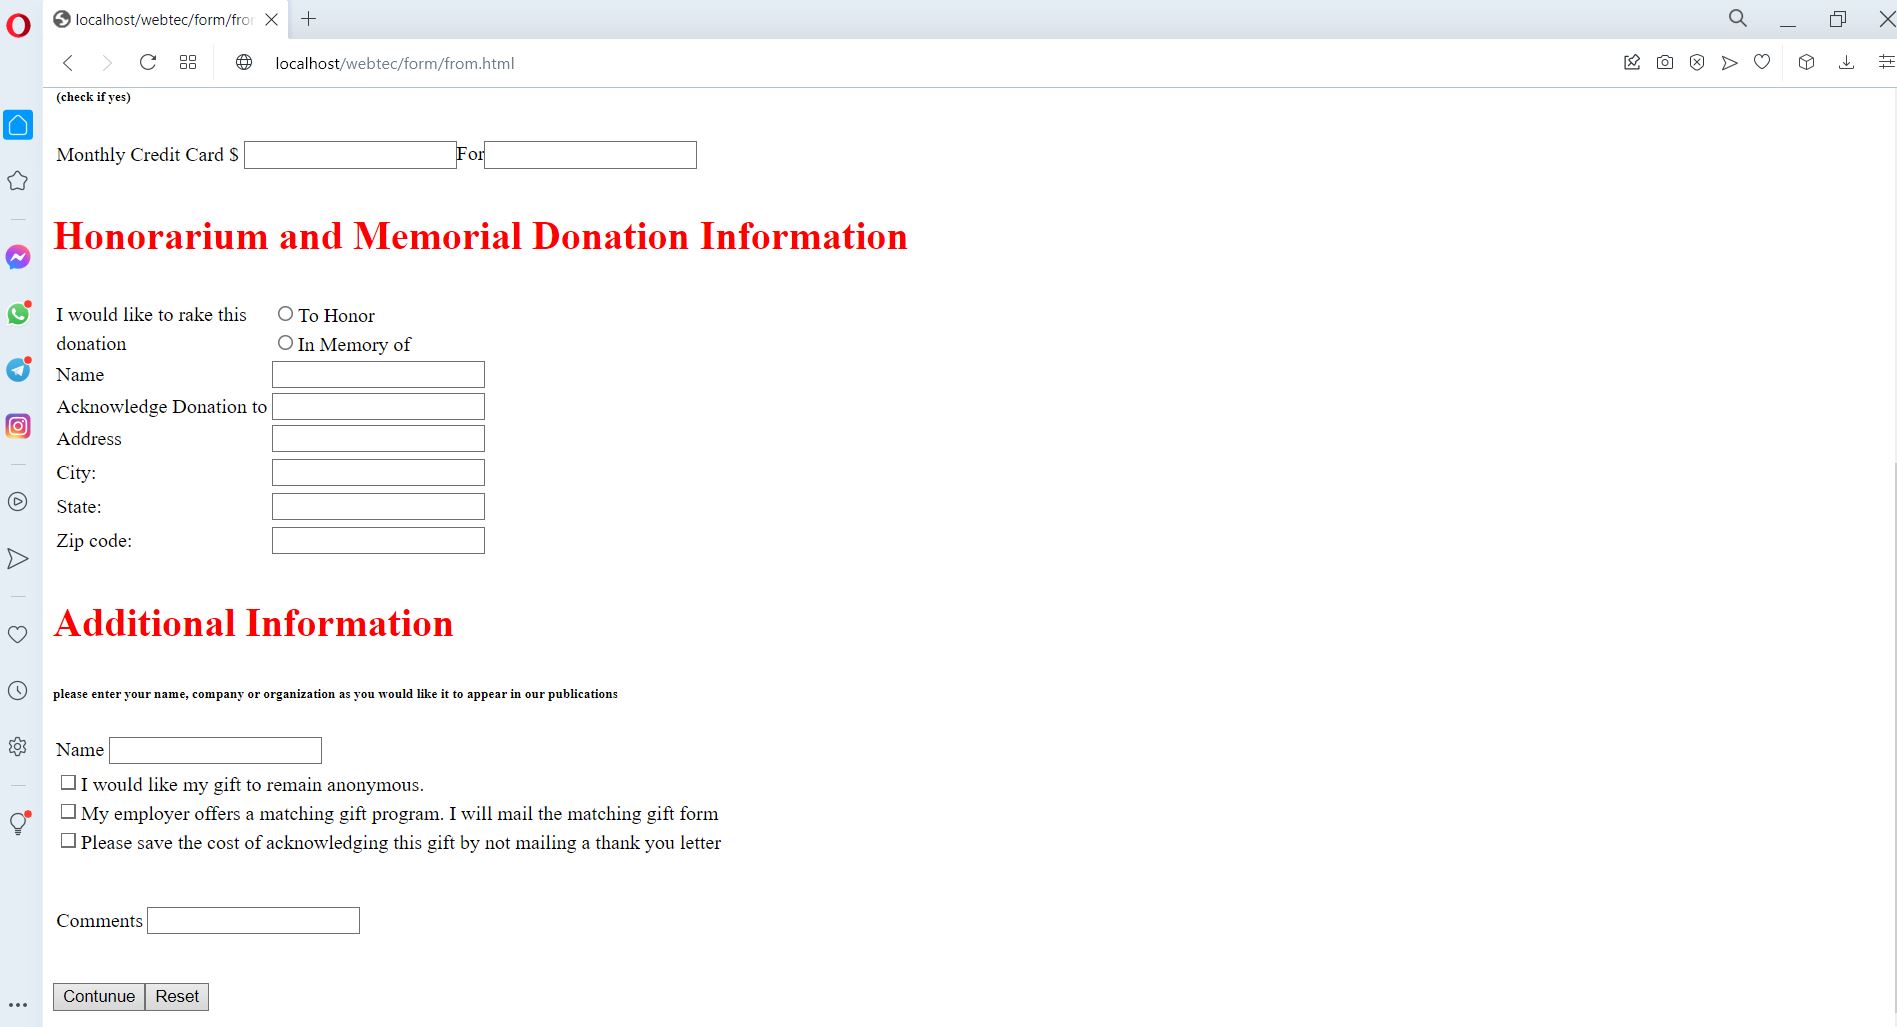 localhost/webtec/form/fro
localhost/webtec/form/from.html
(check if yes)
Monthly Credit Card $ For
Honorarium and Memorial Donation Information
I would like to rake this donation
To Honor
In Memory of
Name
Acknowledge Donation to
Address
City:
State:
Zip code:
Additional Information
please enter your name, company or organization as you would like it to appear in our publications
Name
I would like my gift to remain anonymous.
My employer offers a matching gift program. I will mail the matching gift form
Please save the cost of acknowledging this gift by not mailing a thank you letter
Comments
Contunue Reset